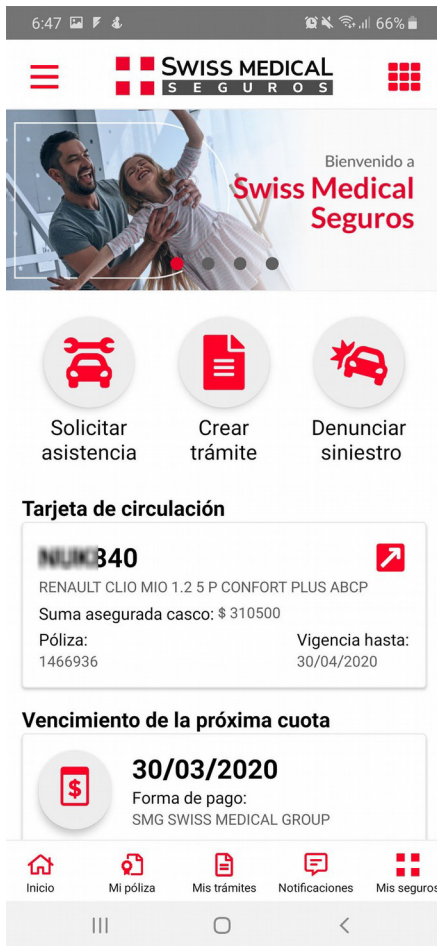 6:47
66%
SWISS MEDICAL
SEGUROS
Bienvenido a
Swiss Medical
Seguros
Solicitar
asistencia
Crear
trámite
Denunciar
siniestro
Tarjeta de circulación
840
RENAULT CLIO MIO 1.2 5 P CONFORT PLUS ABCP
Suma asegurada casco: $ 310500
Póliza:
1466936
Vigencia hasta:
30/04/2020
Vencimiento de la próxima cuota
$
30/03/2020
Forma de pago:
SMG SWISS MEDICAL GROUP
Inicio
Mi póliza
Mis trámites
Notificaciones
Mis seguros